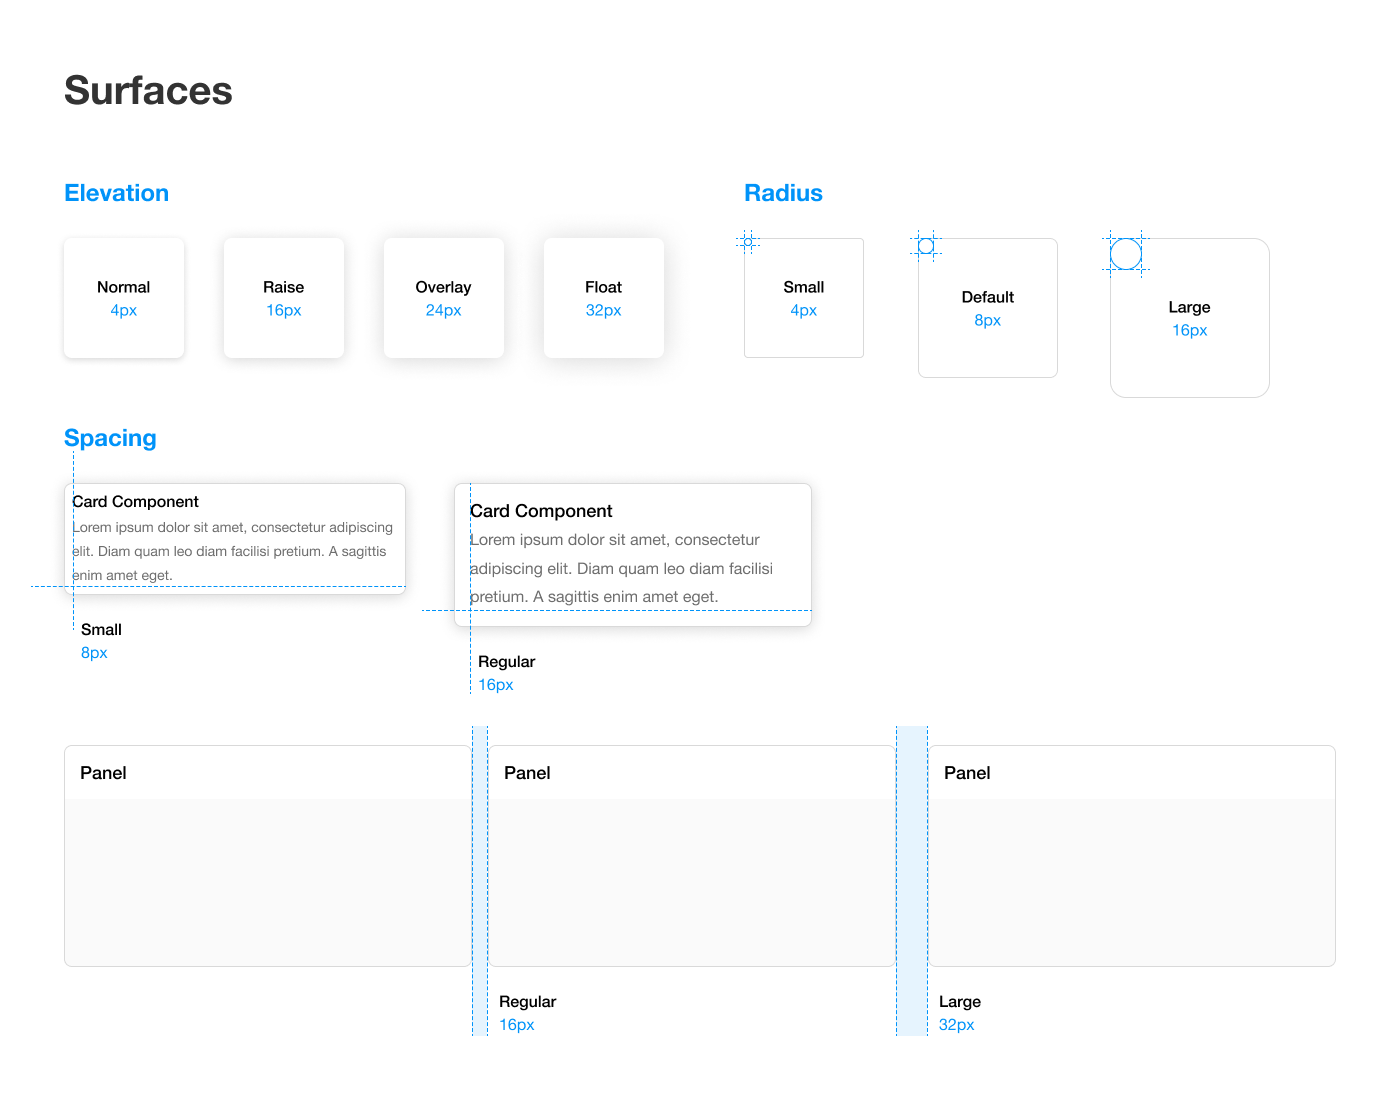 Surfaces
Elevation
Normal
4px
Raise
16px
Overlay
24px
Float
32px
Radius
Small
4px
Default
8px
Large
16px
Spacing
Card Component
Lorem ipsum dolor sit amet, consectetur adipiscing
elit. Diam quam leo diam facilisi pretium. A sagittis
enim amet eget.
Small
8px
Card Component
Lorem ipsum dolor sit amet, consectetur
adipiscing elit. Diam quam leo diam facilisi
pretium. A sagittis enim amet eget.
Regular
16px
Panel
Panel
Panel
Regular
16px
Large
32px